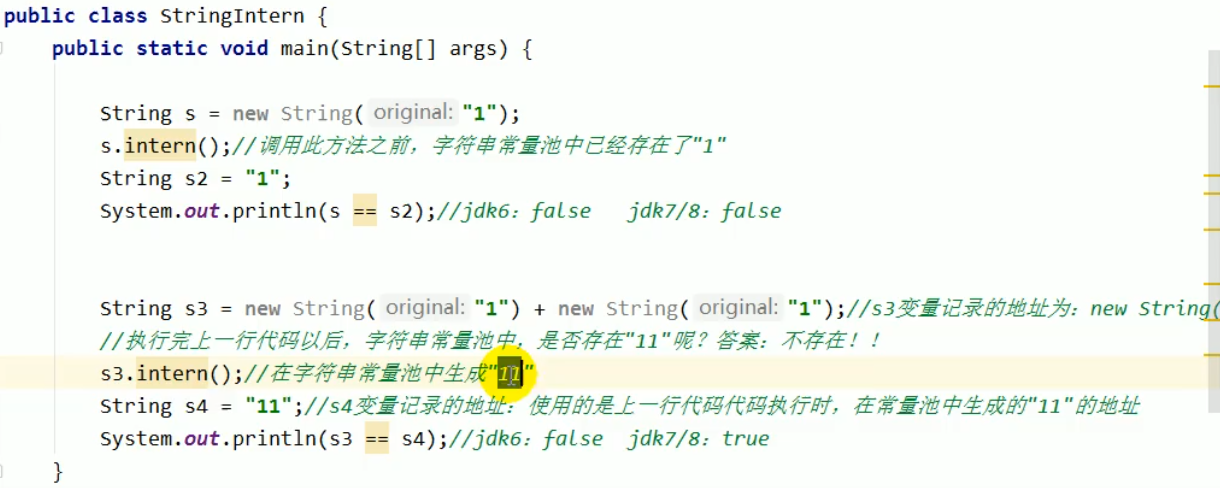 public class StringIntern {
public static void main(String[] args) {
String s = new String( original: "1");
s.intern();//调用此方法之前，字符串常量池中已经存在了"1"
String s2 = "1";
System.out.println(s == s2);//jdk6：false   jdk7/8：false
String s3 = new String( original: "1") + new String( original: "1");//s3变量记录的地址为：new String(
//执行完上一行代码以后，字符串常量池中，是否存在"11"呢？答案：不存在！！
s3.intern();//在字符串常量池中生成"11"
String s4 = "11";//s4变量记录的地址：使用的是上一行代码代码执行时，在常量池中生成的"11"的地址
System.out.println(s3 == s4);//jdk6：false  jdk7/8：true
}